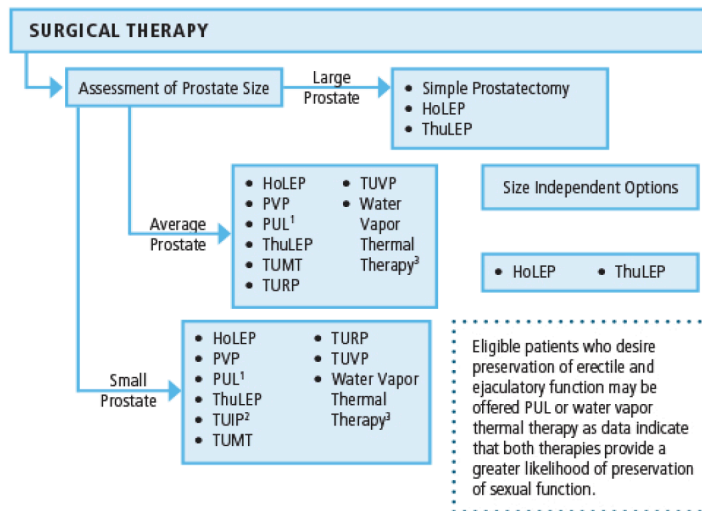 SURGICAL THERAPY
Assessment of Prostate Size
Large
Prostate
• Simple Prostatectomy
• HoLEP
• ThuLEP
Average
Prostate
• HoLEP
• PVP
• PUL¹
• ThuLEP
• TUMT
• TURP
• TUVP
• Water
Vapor
Thermal
Therapy³
Size Independent Options
• HoLEP • ThuLEP
Small
Prostate
• HoLEP
• PVP
• PUL¹
• ThuLEP
• TUIP²
• TUMT
• TURP
• TUVP
• Water Vapor
Thermal
Therapy³
Eligible patients who desire
preservation of erectile and
ejaculatory function may be
offered PUL or water vapor
thermal therapy as data indicate
that both therapies provide a
greater likelihood of preservation
of sexual function.